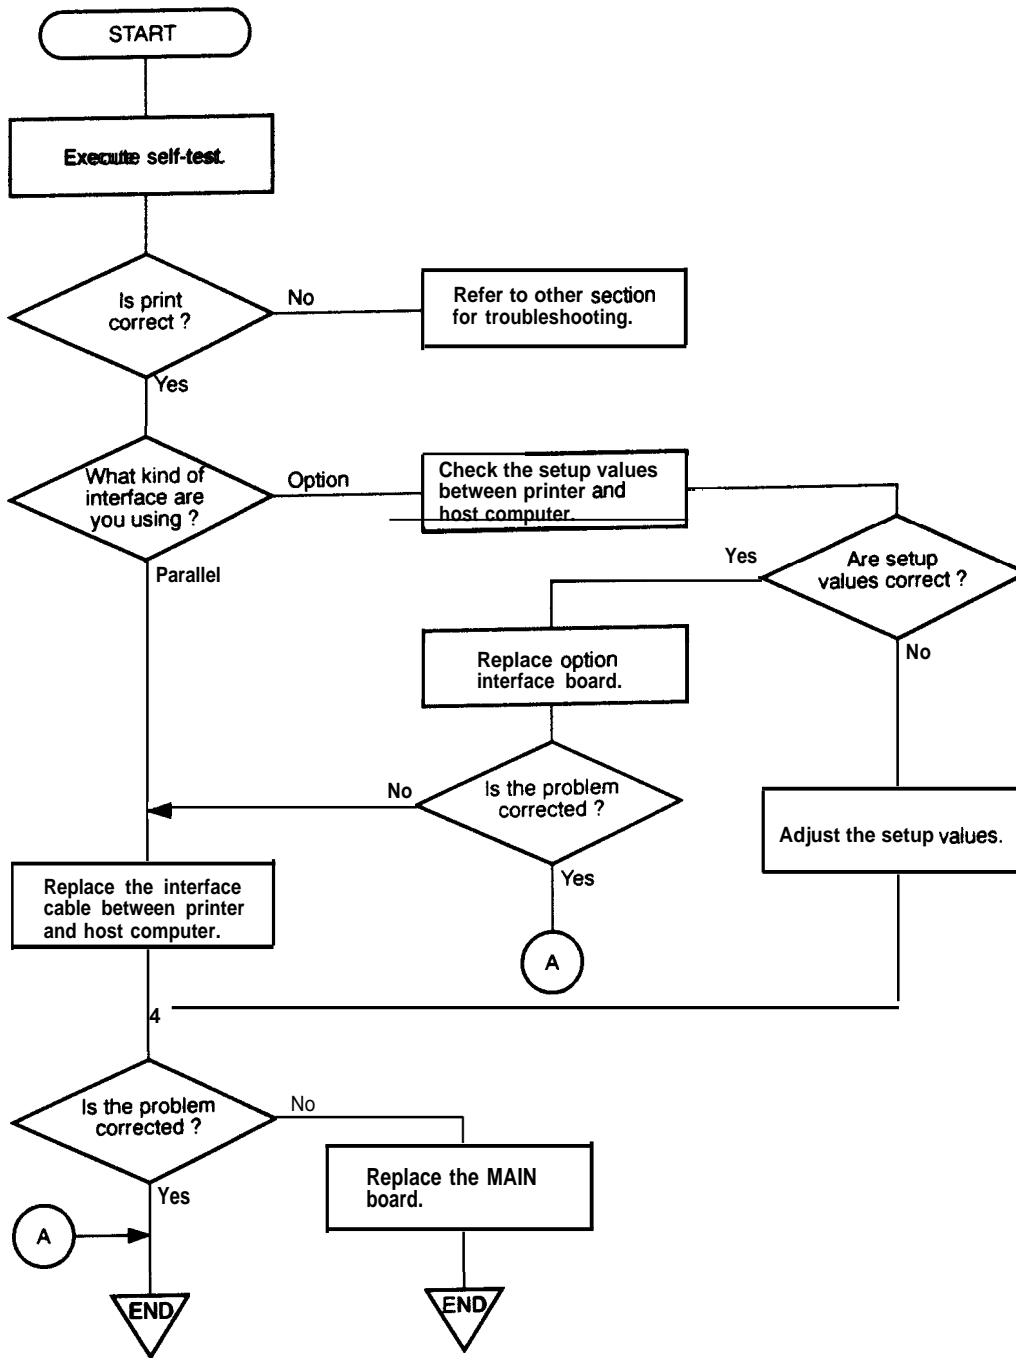 START
Execute self-test.
Is print
correct ?
No
Refer to other section
for troubleshooting.
Yes
What kind of
interface are
you using ?
Option
Check the setup values
between printer and
host computer.
Parallel
Yes
Are setup
values correct ?
No
Replace option
interface board.
Is the problem
corrected ?
No
Yes
A
Adjust the setup values.
Replace the interface
cable between printer
and host computer.
4
Is the problem
corrected ?
No
Replace the MAIN
board.
Yes
A
END
END